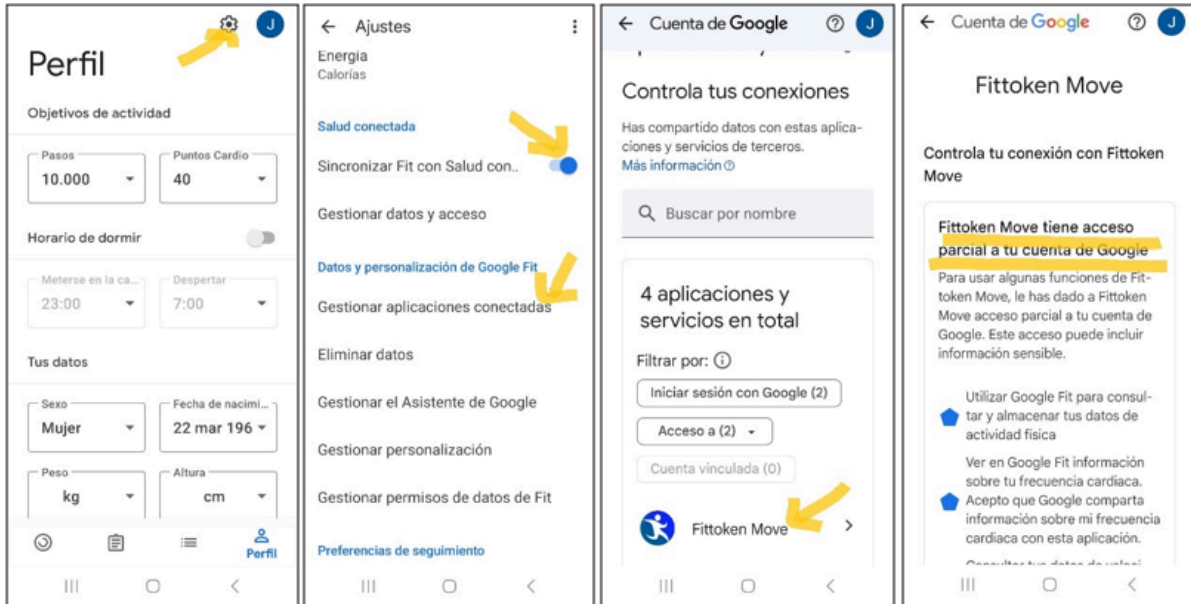 J
Perfil
Objetivos de actividad
Pasos
Puntos Cardio
10.000
40
Horario de dormir
Meterse en la ca...
Despertar
23:00
7:00
Tus datos
Sexo
Fecha de nacimi...
Mujer
22 mar 196
Peso
Altura
kg
cm
Perfil
Ajustes
Energía
Calorías
Salud conectada
Sincronizar Fit con Salud con..
Gestionar datos y acceso
Datos y personalización de Google Fit
Gestionar aplicaciones conectadas
Eliminar datos
Gestionar el Asistente de Google
Gestionar personalización
Gestionar permisos de datos de Fit
Preferencias de seguimiento
Cuenta de Google
J
Controla tus conexiones
Has compartido datos con estas aplica-
ciones y servicios de terceros.
Más información
Buscar por nombre
4 aplicaciones y
servicios en total
Filtrar por:
Iniciar sesión con Google (2)
Acceso a (2)
Cuenta vinculada (0)
Fittoken Move
Cuenta de Google
J
Fittoken Move
Controla tu conexión con Fittoken
Move
Fittoken Move tiene acceso
parcial a tu cuenta de Google
Para usar algunas funciones de Fit-
token Move, le has dado a Fittoken
Move acceso parcial a tu cuenta de
Google. Este acceso puede incluir
información sensible.
Utilizar Google Fit para consul-
tar y almacenar tus datos de
actividad física
Ver en Google Fit información
sobre tu frecuencia cardiaca.
Acepto que Google comparta
información sobre mi frecuencia
cardiaca con esta aplicación.